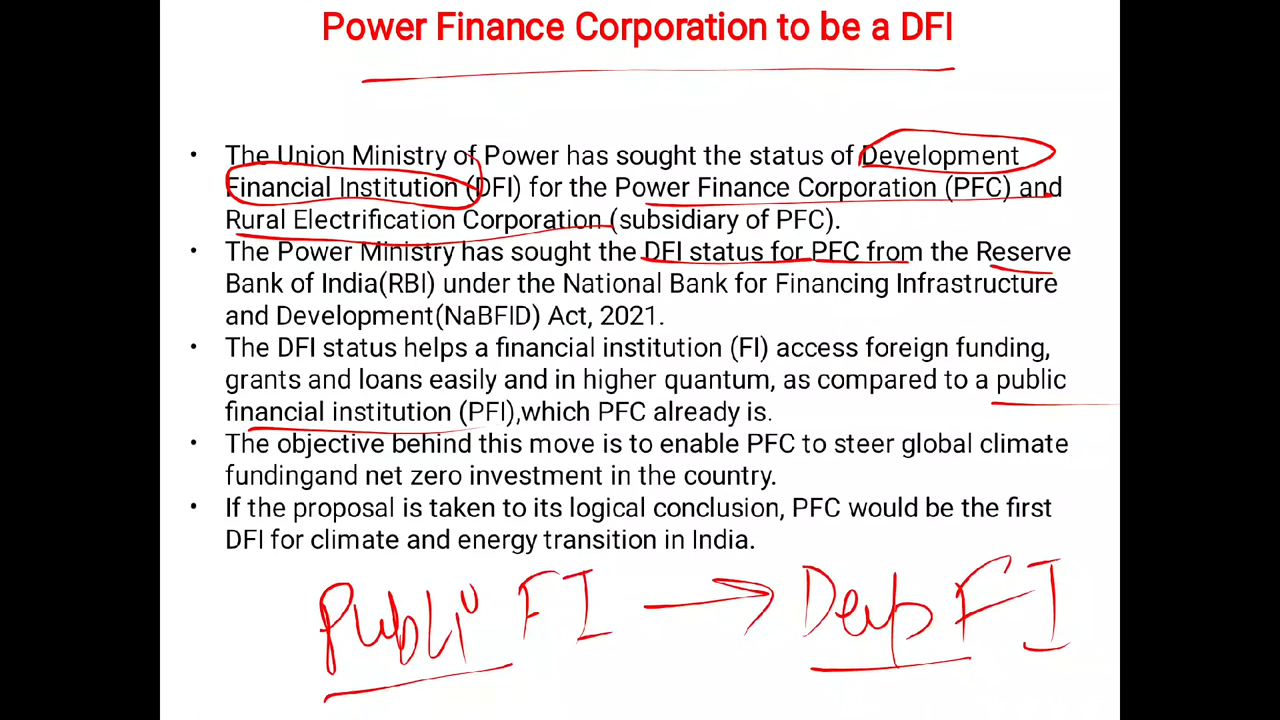 Power Finance Corporation to be a DFI
• The Union Ministry of Power has sought the status of Development
Financial Institution (DFI) for the Power Finance Corporation (PFC) and
Rural Electrification Corporation (subsidiary of PFC).
• The Power Ministry has sought the DFI status for PFC from the Reserve
Bank of India(RBI) under the National Bank for Financing Infrastructure
and Development(NaBFID) Act, 2021.
• The DFI status helps a financial institution (FI) access foreign funding,
grants and loans easily and in higher quantum, as compared to a public
financial institution (PFI),which PFC already is.
• The objective behind this move is to enable PFC to steer global climate
fundingand net zero investment in the country.
• If the proposal is taken to its logical conclusion, PFC would be the first
DFI for climate and energy transition in India.
Public FI → Devp FI